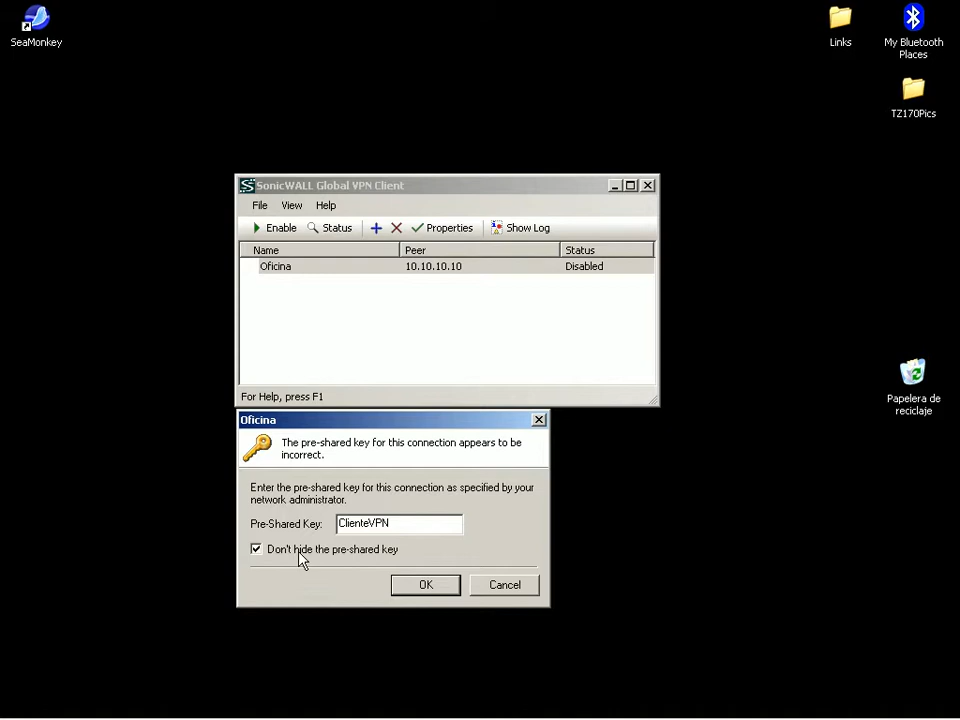 SeaMonkey
Links
My Bluetooth
Places
TZ170Pics
SonicWALL Global VPN Client
File View Help
Enable Status Properties Show Log
Name Peer Status
Oficina 10.10.10.10 Disabled
For Help, press F1
Papelera de
reciclaje
Oficina
The pre-shared key for this connection appears to be
incorrect.
Enter the pre-shared key for this connection as specified by your
network administrator.
Pre-Shared Key: ClienteVPN
Don't hide the pre-shared key
OK Cancel